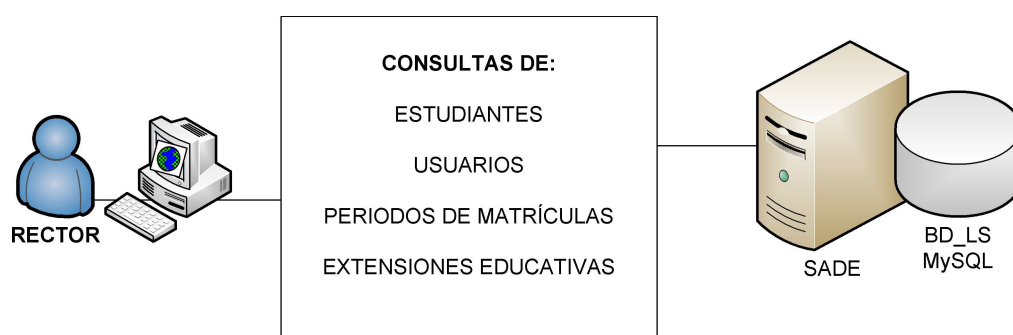 CONSULTAS DE:
ESTUDIANTES
USUARIOS
PERIODOS DE MATRÍCULAS
EXTENSIONES EDUCATIVAS
RECTOR
SADE
BD_LS
MySQL